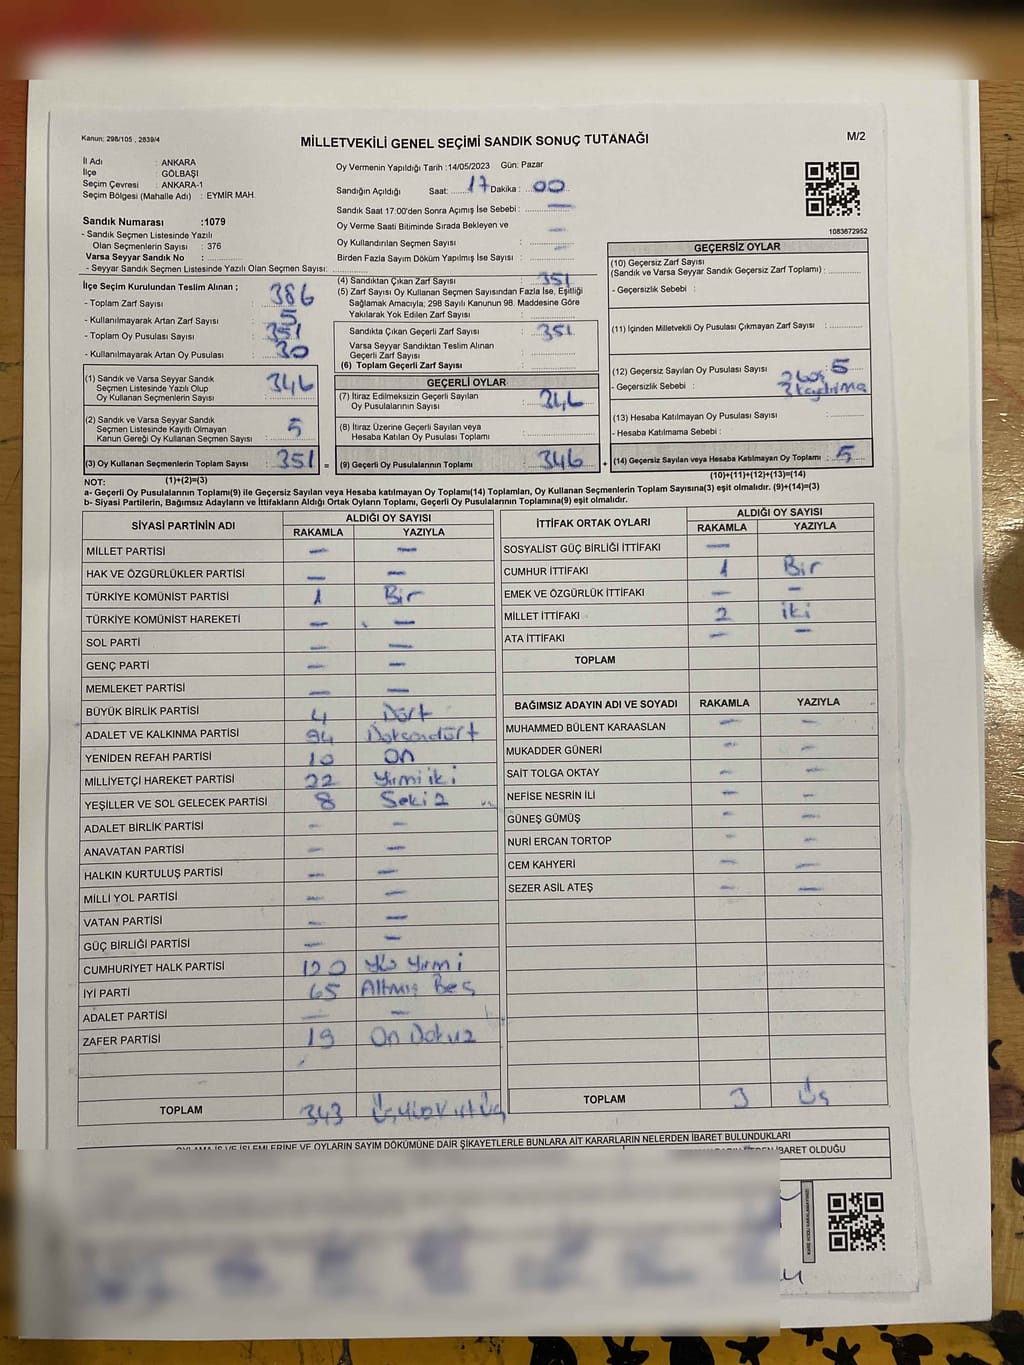 Kanun: 298/105 , 2839/4
MİLLETVEKİLİ GENEL SEÇİMİ SANDIK SONUÇ TUTANAĞI
M/2
İl Adı : ANKARA
İlçe : GÖLBAŞI
Seçim Çevresi : ANKARA-1
Seçim Bölgesi (Mahalle Adı) : EYMİR MAH.
Sandık Numarası :1079
- Sandık Seçmen Listesinde Yazılı
Olan Seçmenlerin Sayısı : 376
Varsa Seyyar Sandık No :
- Seyyar Sandık Seçmen Listesinde Yazılı Olan Seçmen Sayısı:
Oy Vermenin Yapıldığı Tarih :14/05/2023 Gün: Pazar
Sandığın Açıldığı Saat: 17 Dakika : 00
Sandık Saat 17:00'den Sonra Açımış İse Sebebi : —
Oy Verme Saati Bitiminde Sırada Bekleyen ve
Oy Kullandırılan Seçmen Sayısı : —
Birden Fazla Sayım Döküm Yapılmış İse Sayısı : —
1083672952
İlçe Seçim Kurulundan Teslim Alınan ;
- Toplam Zarf Sayısı : 386
- Kullanılmayarak Artan Zarf Sayısı : 5
- Toplam Oy Pusulası Sayısı : 351
- Kullanılmayarak Artan Oy Pusulası : 30
(1) Sandık ve Varsa Seyyar Sandık
Seçmen Listesinde Yazılı Olup
Oy Kullanan Seçmenlerin Sayısı : 346
(2) Sandık ve Varsa Seyyar Sandık
Seçmen Listesinde Kayıtlı Olmayan
Kanun Gereği Oy Kullanan Seçmen Sayısı : 5
(3) Oy Kullanan Seçmenlerin Toplam Sayısı : 351
(4) Sandıktan Çıkan Zarf Sayısı : 351
(5) Zarf Sayısı Oy Kullanan Seçmen Sayısından Fazla İse, Eşitliği
Sağlamak Amacıyla; 298 Sayılı Kanunun 98. Maddesine Göre
Yakılarak Yok Edilen Zarf Sayısı :
Sandıkta Çıkan Geçerli Zarf Sayısı : 351
Varsa Seyyar Sandıktan Teslim Alınan
Geçerli Zarf Sayısı :
(6) Toplam Geçerli Zarf Sayısı :
GEÇERLİ OYLAR
(7) İtiraz Edilmeksizin Geçerli Sayılan
Oy Pusulalarının Sayısı : 346
(8) İtiraz Üzerine Geçerli Sayılan veya
Hesaba Katılan Oy Pusulası Toplamı :
= (9) Geçerli Oy Pusulalarının Toplamı : 346
GEÇERSİZ OYLAR
(10) Geçersiz Zarf Sayısı
(Sandık ve Varsa Seyyar Sandık Geçersiz Zarf Toplamı) :
- Geçersizlik Sebebi :
(11) İçinden Milletvekili Oy Pusulası Çıkmayan Zarf Sayısı :
(12) Geçersiz Sayılan Oy Pusulası Sayısı : 5
- Geçersizlik Sebebi : 2 boş
(13) Hesaba Katılmayan Oy Pusulası Sayısı :
- Hesaba Katılmama Sebebi :
+ (14) Geçersiz Sayılan veya Hesaba Katılmayan Oy Toplamı : 5
NOT: (1)+(2)=(3)
(10)+(11)+(12)+(13)=(14)
a- Geçerli Oy Pusulalarının Toplamı(9) ile Geçersiz Sayılan veya Hesaba katılmayan Oy Toplamı(14) Toplamları, Oy Kullanan Seçmenlerin Toplam Sayısına(3) eşit olmalıdır. (9)+(14)=(3)
b- Siyasi Partilerin, Bağımsız Adayların ve İttifakların Aldığı Ortak Oyların Toplamı, Geçerli Oy Pusulalarının Toplamına(9) eşit olmalıdır.
SİYASİ PARTİNİN ADI ALDIĞI OY SAYISI
RAKAMLA YAZIYLA
MİLLET PARTİSİ — —
HAK VE ÖZGÜRLÜKLER PARTİSİ — —
TÜRKİYE KOMÜNİST PARTİSİ 1 Bir
TÜRKİYE KOMÜNİST HAREKETİ — —
SOL PARTİ — —
GENÇ PARTİ — —
MEMLEKET PARTİSİ — —
BÜYÜK BİRLİK PARTİSİ 4 Dört
ADALET VE KALKINMA PARTİSİ 94 Doksandört
YENİDEN REFAH PARTİSİ 10 On
MİLLİYETÇİ HAREKET PARTİSİ 22 Yirmi iki
YEŞİLLER VE SOL GELECEK PARTİSİ 8 Sekiz
ADALET BİRLİK PARTİSİ — —
ANAVATAN PARTİSİ — —
HALKIN KURTULUŞ PARTİSİ — —
MİLLİ YOL PARTİSİ — —
VATAN PARTİSİ — —
GÜÇ BİRLİĞİ PARTİSİ — —
CUMHURİYET HALK PARTİSİ 120 Yüz Yirmi
İYİ PARTİ 65 Altmış Beş
ADALET PARTİSİ — —
ZAFER PARTİSİ 19 On Dokuz
TOPLAM 343 Üçyüzkırküç
İTTİFAK ORTAK OYLARI ALDIĞI OY SAYISI
RAKAMLA YAZIYLA
SOSYALİST GÜÇ BİRLİĞİ İTTİFAKI —
CUMHUR İTTİFAKI 1 Bir
EMEK VE ÖZGÜRLÜK İTTİFAKI — —
MİLLET İTTİFAKI 2 iki
ATA İTTİFAKI — —
TOPLAM
BAĞIMSIZ ADAYIN ADI VE SOYADI RAKAMLA YAZIYLA
MUHAMMED BÜLENT KARAASLAN — —
MUKADDER GÜNERİ — —
SAİT TOLGA OKTAY — —
NEFİSE NESRİN İLİ — —
GÜNEŞ GÜMÜŞ — —
NURİ ERCAN TORTOP — —
CEM KAHYERİ — —
SEZER ASİL ATEŞ — —
TOPLAM 3 Üç
OYLAMA İŞ VE İŞLEMLERİNE VE OYLARIN SAYIM DÖKÜMÜNE DAİR ŞİKAYETLERLE BUNLARA AİT KARARLARIN NELERDEN İBARET BULUNDUKLARI
İBARET OLDUĞU
KARE KODU KARALAMAYINIZ!